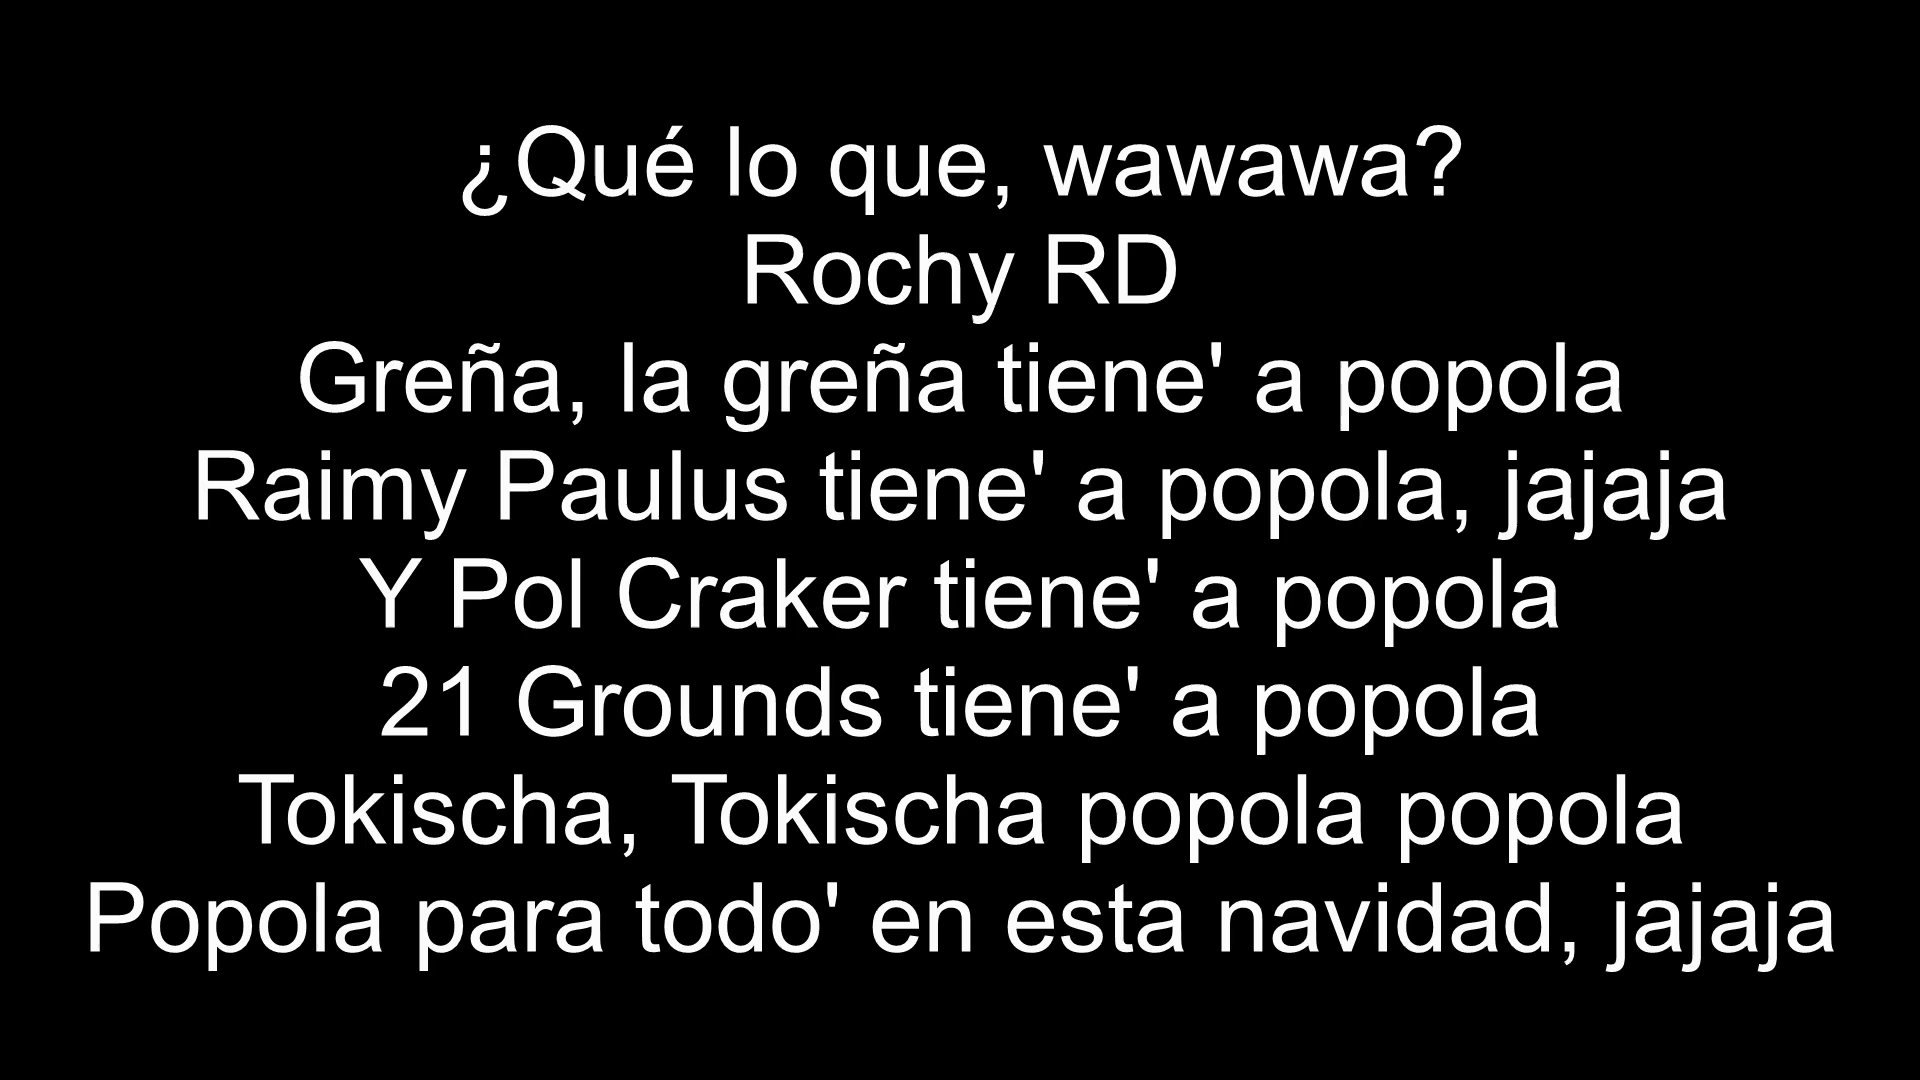 ¿Qué lo que, wawawa?
Rochy RD
Greña, la greña tiene' a popola
Raimy Paulus tiene' a popola, jajaja
Y Pol Craker tiene' a popola
21 Grounds tiene' a popola
Tokischa, Tokischa popola popola
Popola para todo' en esta navidad, jajaja